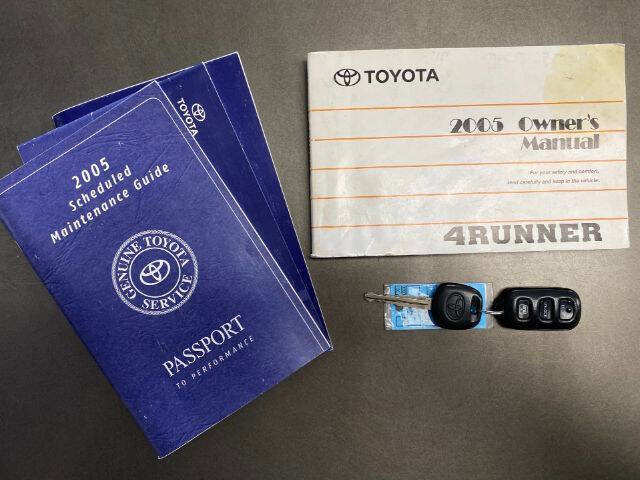 TOYOTA
2005
Scheduled
Maintenance Guide
GENUINE TOYOTA
SERVICE
PASSPORT
TO PERFORMANCE
TOYOTA
2005 Owner's
Manual
For your safety and comfort,
read carefully and keep in the vehicle.
4RUNNER